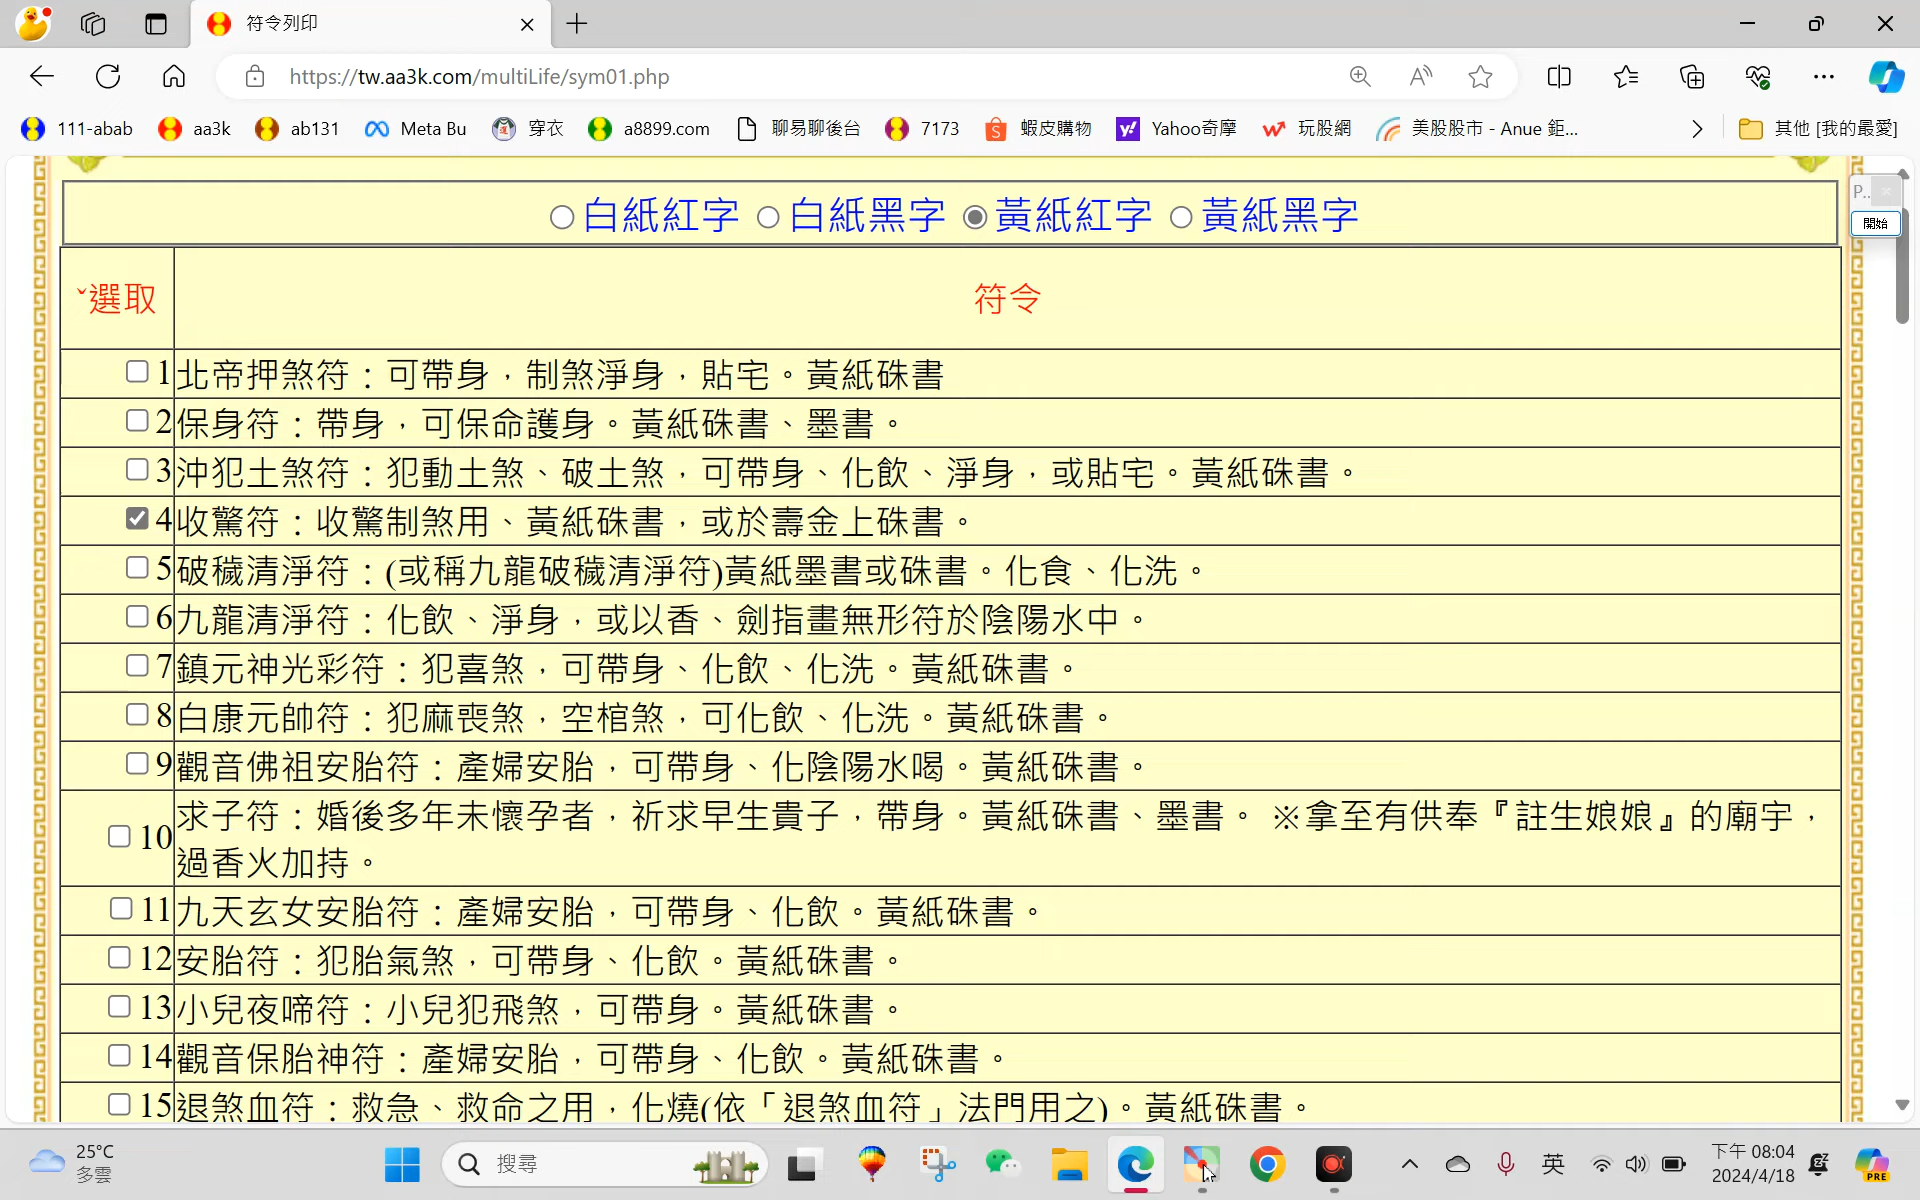 符令列印
https://tw.aa3k.com/multiLife/sym01.php
111-abab aa3k ab131 Meta Bu 穿衣 a8899.com 聊易聊後台 7173 蝦皮購物 Yahoo奇摩 玩股網 美股股市 - Anue 鉅... 其他 [我的最愛]
白紙紅字 白紙黑字 黃紙紅字 黃紙黑字
P..
開始
ˇ選取 符令
1 北帝押煞符：可帶身，制煞淨身，貼宅。黃紙硃書
2 保身符：帶身，可保命護身。黃紙硃書、墨書。
3 沖犯土煞符：犯動土煞、破土煞，可帶身、化飲、淨身，或貼宅。黃紙硃書。
4 收驚符：收驚制煞用、黃紙硃書，或於壽金上硃書。
5 破穢清淨符：(或稱九龍破穢清淨符)黃紙墨書或硃書。化食、化洗。
6 九龍清淨符：化飲、淨身，或以香、劍指畫無形符於陰陽水中。
7 鎮元神光彩符：犯喜煞，可帶身、化飲、化洗。黃紙硃書。
8 白康元帥符：犯麻喪煞，空棺煞，可化飲、化洗。黃紙硃書。
9 觀音佛祖安胎符：產婦安胎，可帶身、化陰陽水喝。黃紙硃書。
10 求子符：婚後多年未懷孕者，祈求早生貴子，帶身。黃紙硃書、墨書。 ※拿至有供奉『註生娘娘』的廟宇，
過香火加持。
11 九天玄女安胎符：產婦安胎，可帶身、化飲。黃紙硃書。
12 安胎符：犯胎氣煞，可帶身、化飲。黃紙硃書。
13 小兒夜啼符：小兒犯飛煞，可帶身。黃紙硃書。
14 觀音保胎神符：產婦安胎，可帶身、化飲。黃紙硃書。
15 退煞血符：救急、救命之用，化燒(依「退煞血符」法門用之)。黃紙硃書。
25°C
多雲
搜尋
英
下午 08:04
2024/4/18
PRE